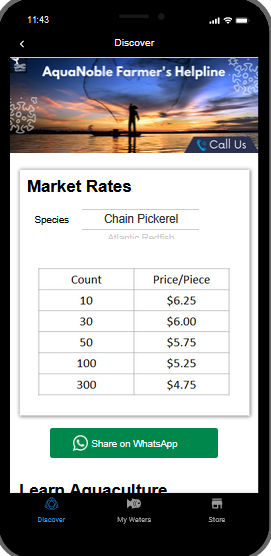 11:43
Discover
AquaNoble Farmer's Helpline
Call Us
Market Rates
Species
Chain Pickerel
Atlantic Redfish
Count Price/Piece
10 $6.25
30 $6.00
50 $5.75
100 $5.25
300 $4.75
Share on WhatsApp
Learn Aquaculture
Discover My Waters Store